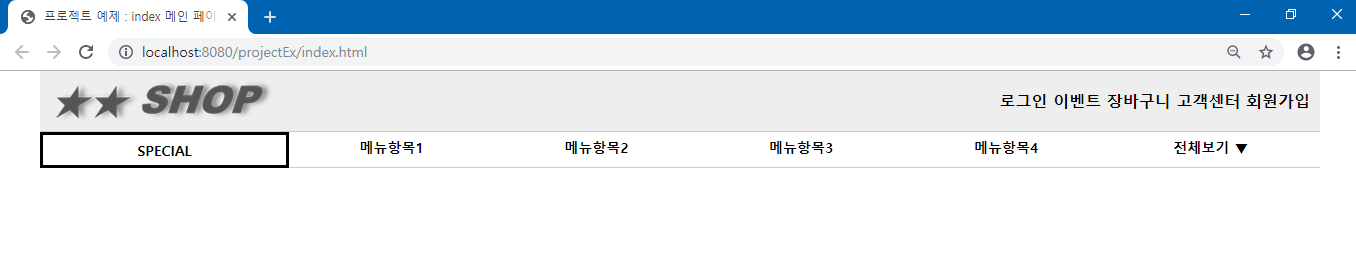 프로젝트 예제 : index 메인 페이
localhost:8080/projectEx/index.html
★★ SHOP
로그인 이벤트 장바구니 고객센터 회원가입
SPECIAL 메뉴항목1 메뉴항목2 메뉴항목3 메뉴항목4 전체보기 ▼